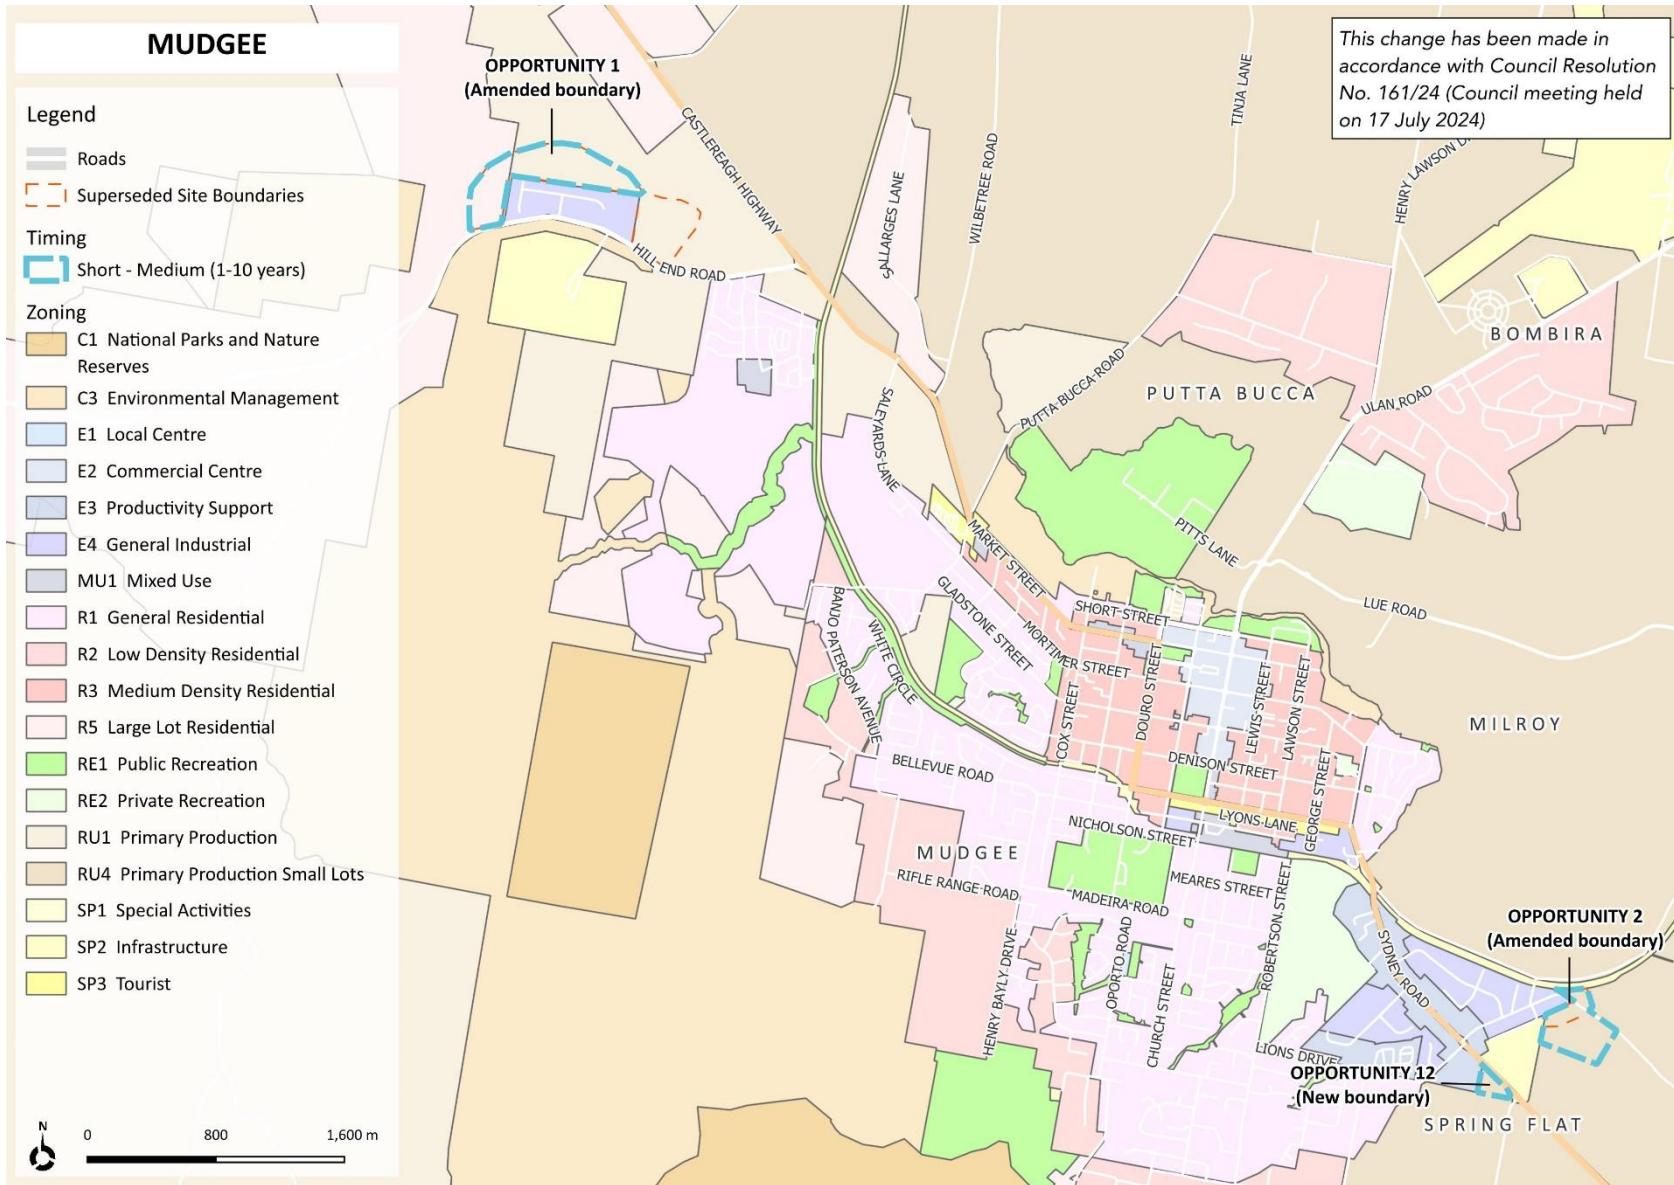 MUDGEE
This change has been made in
accordance with Council Resolution
No. 161/24 (Council meeting held
on 17 July 2024)
Legend
Roads
Superseded Site Boundaries
Timing
Short - Medium (1-10 years)
Zoning
C1 National Parks and Nature
Reserves
C3 Environmental Management
E1 Local Centre
E2 Commercial Centre
E3 Productivity Support
E4 General Industrial
MU1 Mixed Use
R1 General Residential
R2 Low Density Residential
R3 Medium Density Residential
R5 Large Lot Residential
RE1 Public Recreation
RE2 Private Recreation
RU1 Primary Production
RU4 Primary Production Small Lots
SP1 Special Activities
SP2 Infrastructure
SP3 Tourist
N
0 800 1,600 m
OPPORTUNITY 1
(Amended boundary)
CASTLEREAGH HIGHWAY
HILL END ROAD
SALLARGES LANE
WILBETREE ROAD
TINJA LANE
HENRY LAWSON
BOMBIRA
PUTTA BUCCA
PUTTA BUCCA ROAD
ULAN ROAD
SALEYARDS LANE
PITTS LANE
LUE ROAD
MARKET STREET
SHORT STREET
GLADSTONE STREET
MORTIMER STREET
BANJO PATERSON AVENUE
WHITE CIRCLE
COX STREET
DOURO STREET
LEWIS STREET
LAWSON STREET
DENISON STREET
GEORGE STREET
MILROY
BELLEVUE ROAD
LYONS LANE
NICHOLSON STREET
MUDGEE
RIFLE RANGE ROAD
MADEIRA ROAD
MEARES STREET
ROBERTSON STREET
HENRY BAYLY DRIVE
OPORTO ROAD
CHURCH STREET
SYDNEY ROAD
LIONS DRIVE
OPPORTUNITY 2
(Amended boundary)
OPPORTUNITY 12
(New boundary)
SPRING FLAT